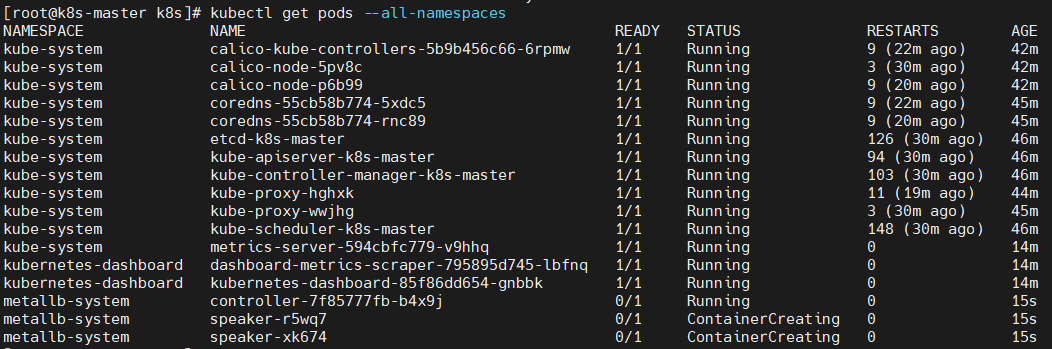 [root@k8s-master k8s]# kubectl get pods --all-namespaces
NAMESPACE NAME READY STATUS RESTARTS AGE
kube-system calico-kube-controllers-5b9b456c66-6rpmw 1/1 Running 9 (22m ago) 42m
kube-system calico-node-5pv8c 1/1 Running 3 (30m ago) 42m
kube-system calico-node-p6b99 1/1 Running 9 (20m ago) 42m
kube-system coredns-55cb58b774-5xdc5 1/1 Running 9 (22m ago) 45m
kube-system coredns-55cb58b774-rnc89 1/1 Running 9 (20m ago) 45m
kube-system etcd-k8s-master 1/1 Running 126 (30m ago) 46m
kube-system kube-apiserver-k8s-master 1/1 Running 94 (30m ago) 46m
kube-system kube-controller-manager-k8s-master 1/1 Running 103 (30m ago) 46m
kube-system kube-proxy-hghxk 1/1 Running 11 (19m ago) 44m
kube-system kube-proxy-wwjhg 1/1 Running 3 (30m ago) 45m
kube-system kube-scheduler-k8s-master 1/1 Running 148 (30m ago) 46m
kube-system metrics-server-594cbfc779-v9hhq 1/1 Running 0 14m
kubernetes-dashboard dashboard-metrics-scraper-795895d745-lbfnq 1/1 Running 0 14m
kubernetes-dashboard kubernetes-dashboard-85f86dd654-gnbbk 1/1 Running 0 14m
metallb-system controller-7f85777fb-b4x9j 0/1 Running 0 15s
metallb-system speaker-r5wq7 0/1 ContainerCreating 0 15s
metallb-system speaker-xk674 0/1 ContainerCreating 0 15s